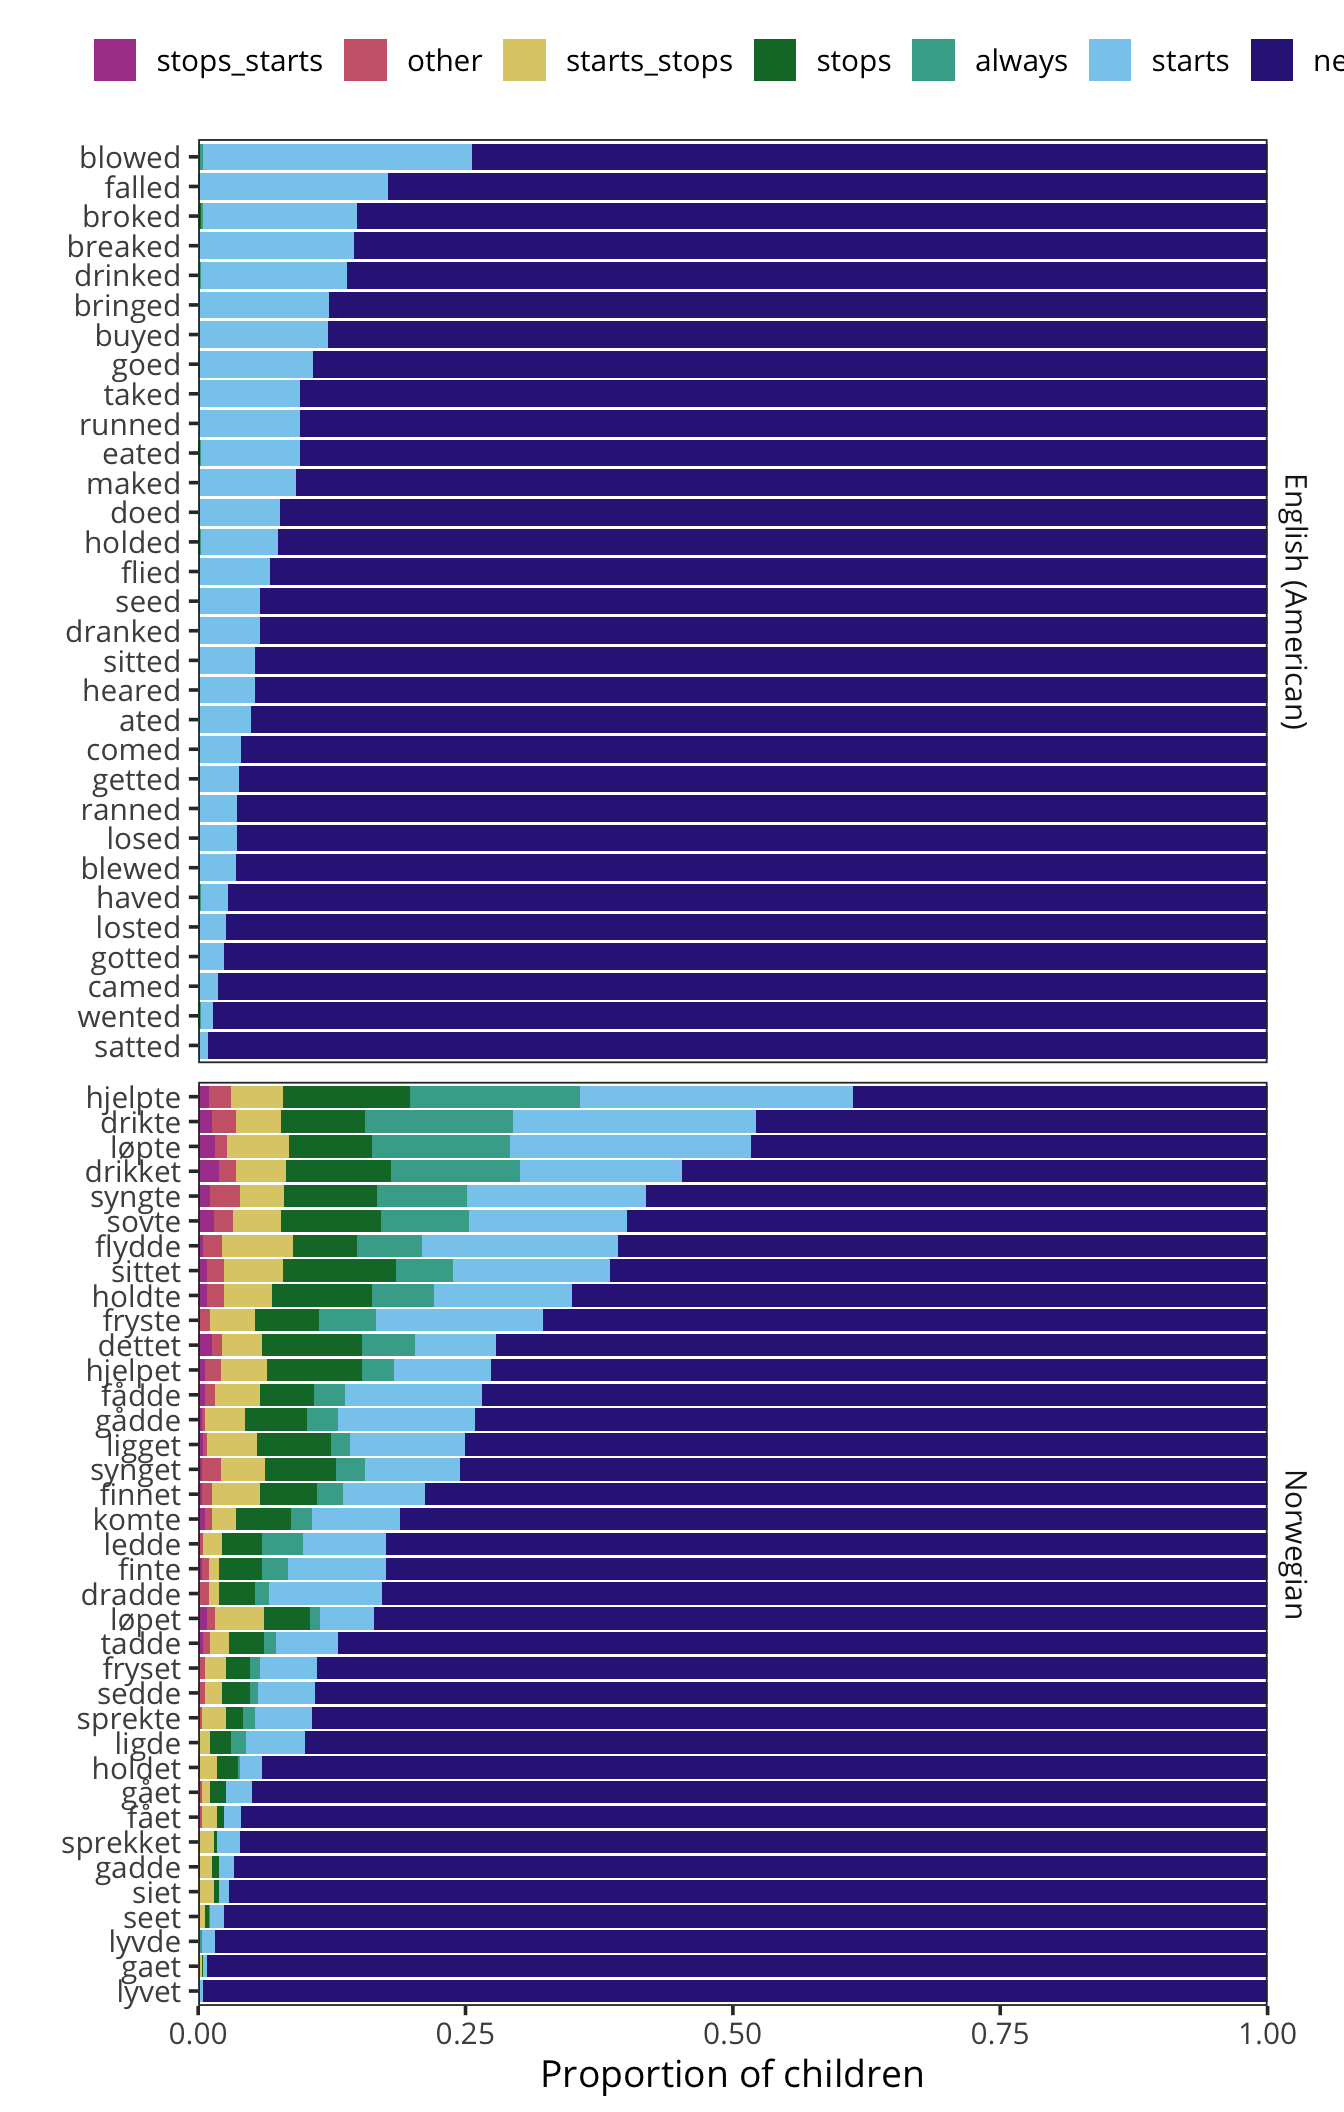 stops_starts other starts_stops stops always starts ne
blowed
falled
broked
breaked
drinked
bringed
buyed
goed
taked
runned
eated
maked
doed
holded
flied
seed
dranked
sitted
heared
ated
comed
getted
ranned
losed
blewed
haved
losted
gotted
camed
wented
satted
English (American)
hjelpte
drikte
løpte
drikket
syngte
sovte
flydde
sittet
holdte
fryste
dettet
hjelpet
fådde
gådde
ligget
synget
finnet
komte
ledde
finte
dradde
løpet
tadde
fryset
sedde
sprekte
ligde
holdet
gået
fået
sprekket
gadde
siet
seet
lyvde
gaet
lyvet
Norwegian
0.00 0.25 0.50 0.75 1.00
Proportion of children